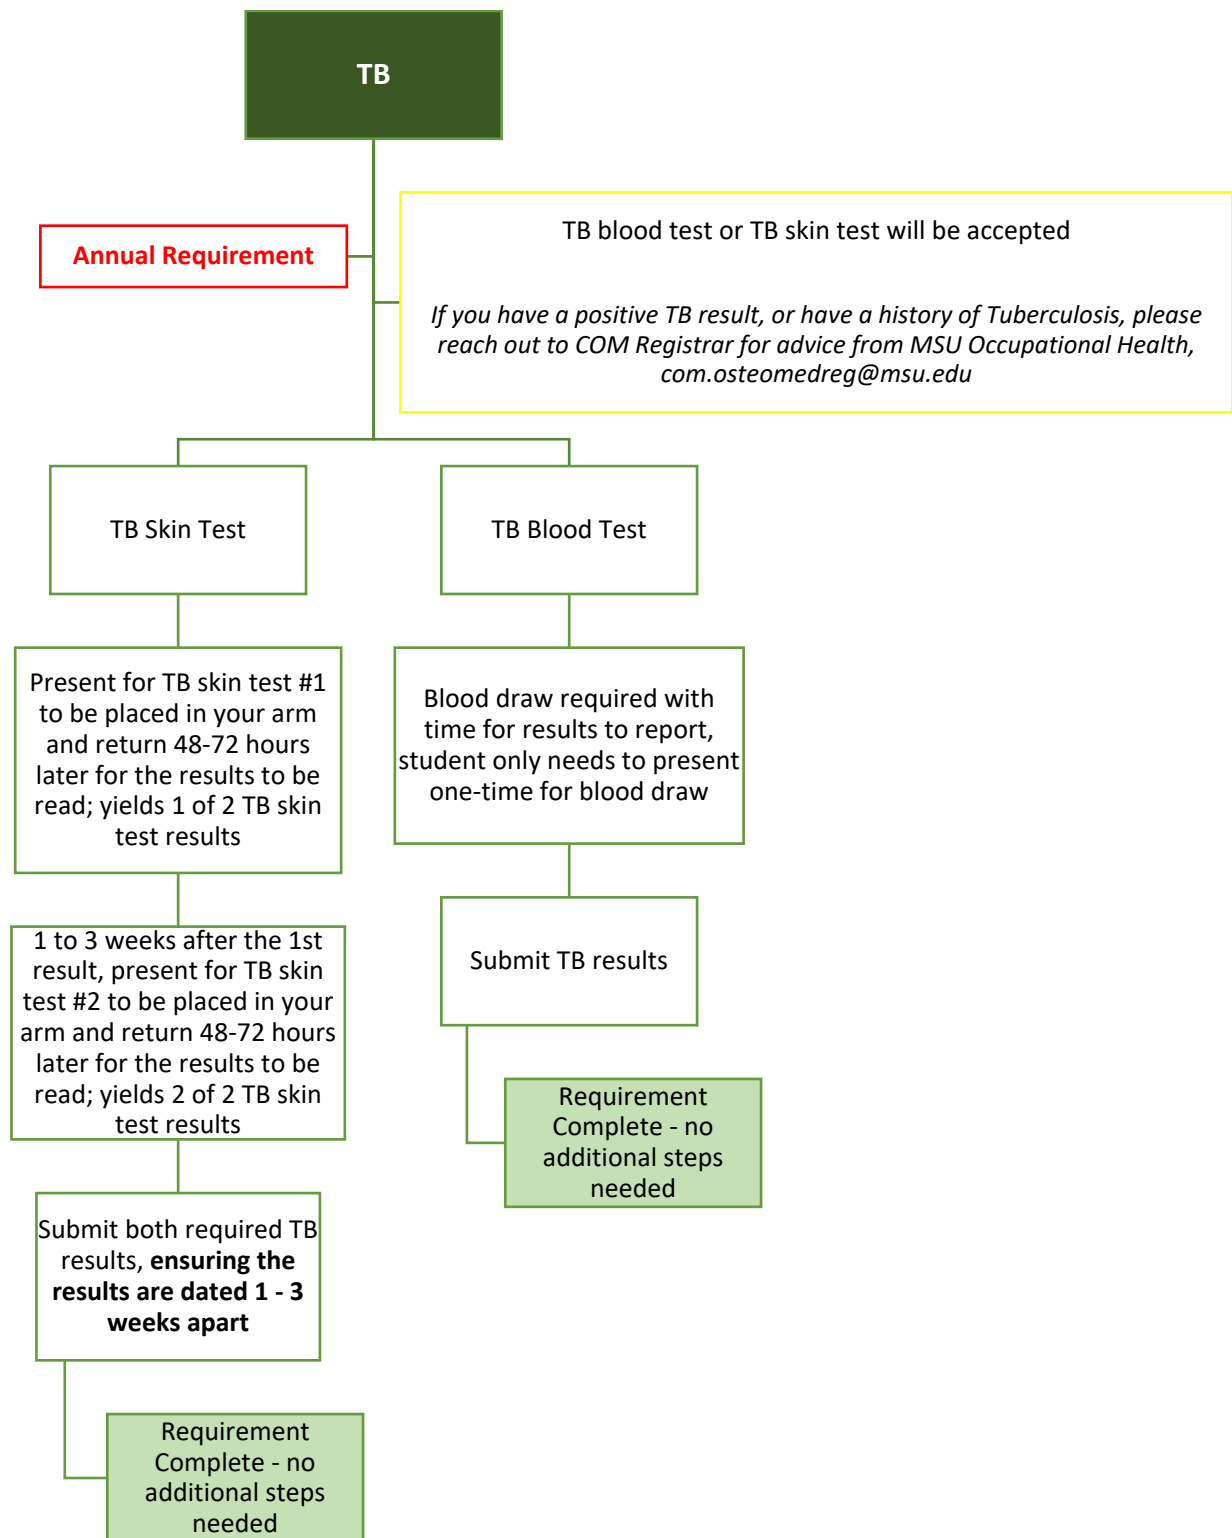 TB
Annual Requirement
TB blood test or TB skin test will be accepted
If you have a positive TB result, or have a history of Tuberculosis, please
reach out to COM Registrar for advice from MSU Occupational Health,
com.osteomedreg@msu.edu
TB Skin Test
Present for TB skin test #1
to be placed in your arm
and return 48-72 hours
later for the results to be
read; yields 1 of 2 TB skin
test results
1 to 3 weeks after the 1st
result, present for TB skin
test #2 to be placed in your
arm and return 48-72 hours
later for the results to be
read; yields 2 of 2 TB skin
test results
Submit both required TB
results, ensuring the
results are dated 1 - 3
weeks apart
Requirement
Complete - no
additional steps
needed
TB Blood Test
Blood draw required with
time for results to report,
student only needs to present
one-time for blood draw
Submit TB results
Requirement
Complete - no
additional steps
needed